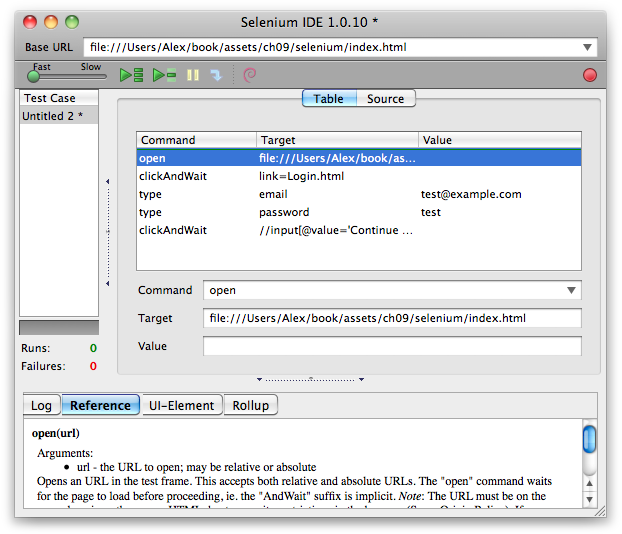 Selenium IDE 1.0.10 *
Base URL file:///Users/Alex/book/assets/ch09/selenium/index.html
Fast Slow
Test Case
Untitled 2 *
Table Source
Command Target Value
open file:///Users/Alex/book/as...
clickAndWait link=Login.html
type email test@example.com
type password test
clickAndWait //input[@value='Continue ...
Command open
Target file:///Users/Alex/book/assets/ch09/selenium/index.html
Value
Runs: 0
Failures: 0
Log Reference UI-Element Rollup
open(url)
Arguments:
• url - the URL to open; may be relative or absolute
Opens an URL in the test frame. This accepts both relative and absolute URLs. The "open" command waits
for the page to load before proceeding, ie. the "AndWait" suffix is implicit. Note: The URL must be on the